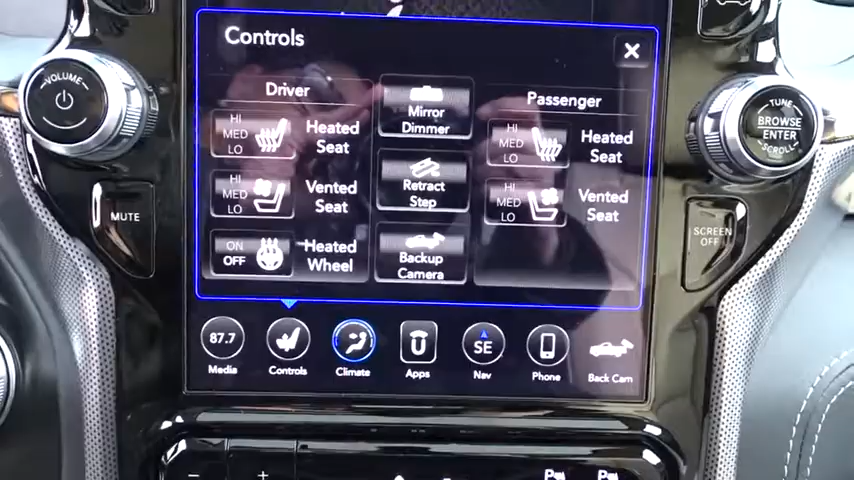 Controls
X
VOLUME
MUTE
Driver
HI
MED
LO
Heated
Seat
HI
MED
LO
Vented
Seat
ON
OFF
Heated
Wheel
Mirror
Dimmer
Retract
Step
Backup
Camera
Passenger
HI
MED
LO
Heated
Seat
HI
MED
LO
Vented
Seat
TUNE
BROWSE
ENTER
SCROLL
SCREEN
OFF
87.7
Media
Controls
Climate
Apps
SE
Nav
Phone
Back Cam
- +